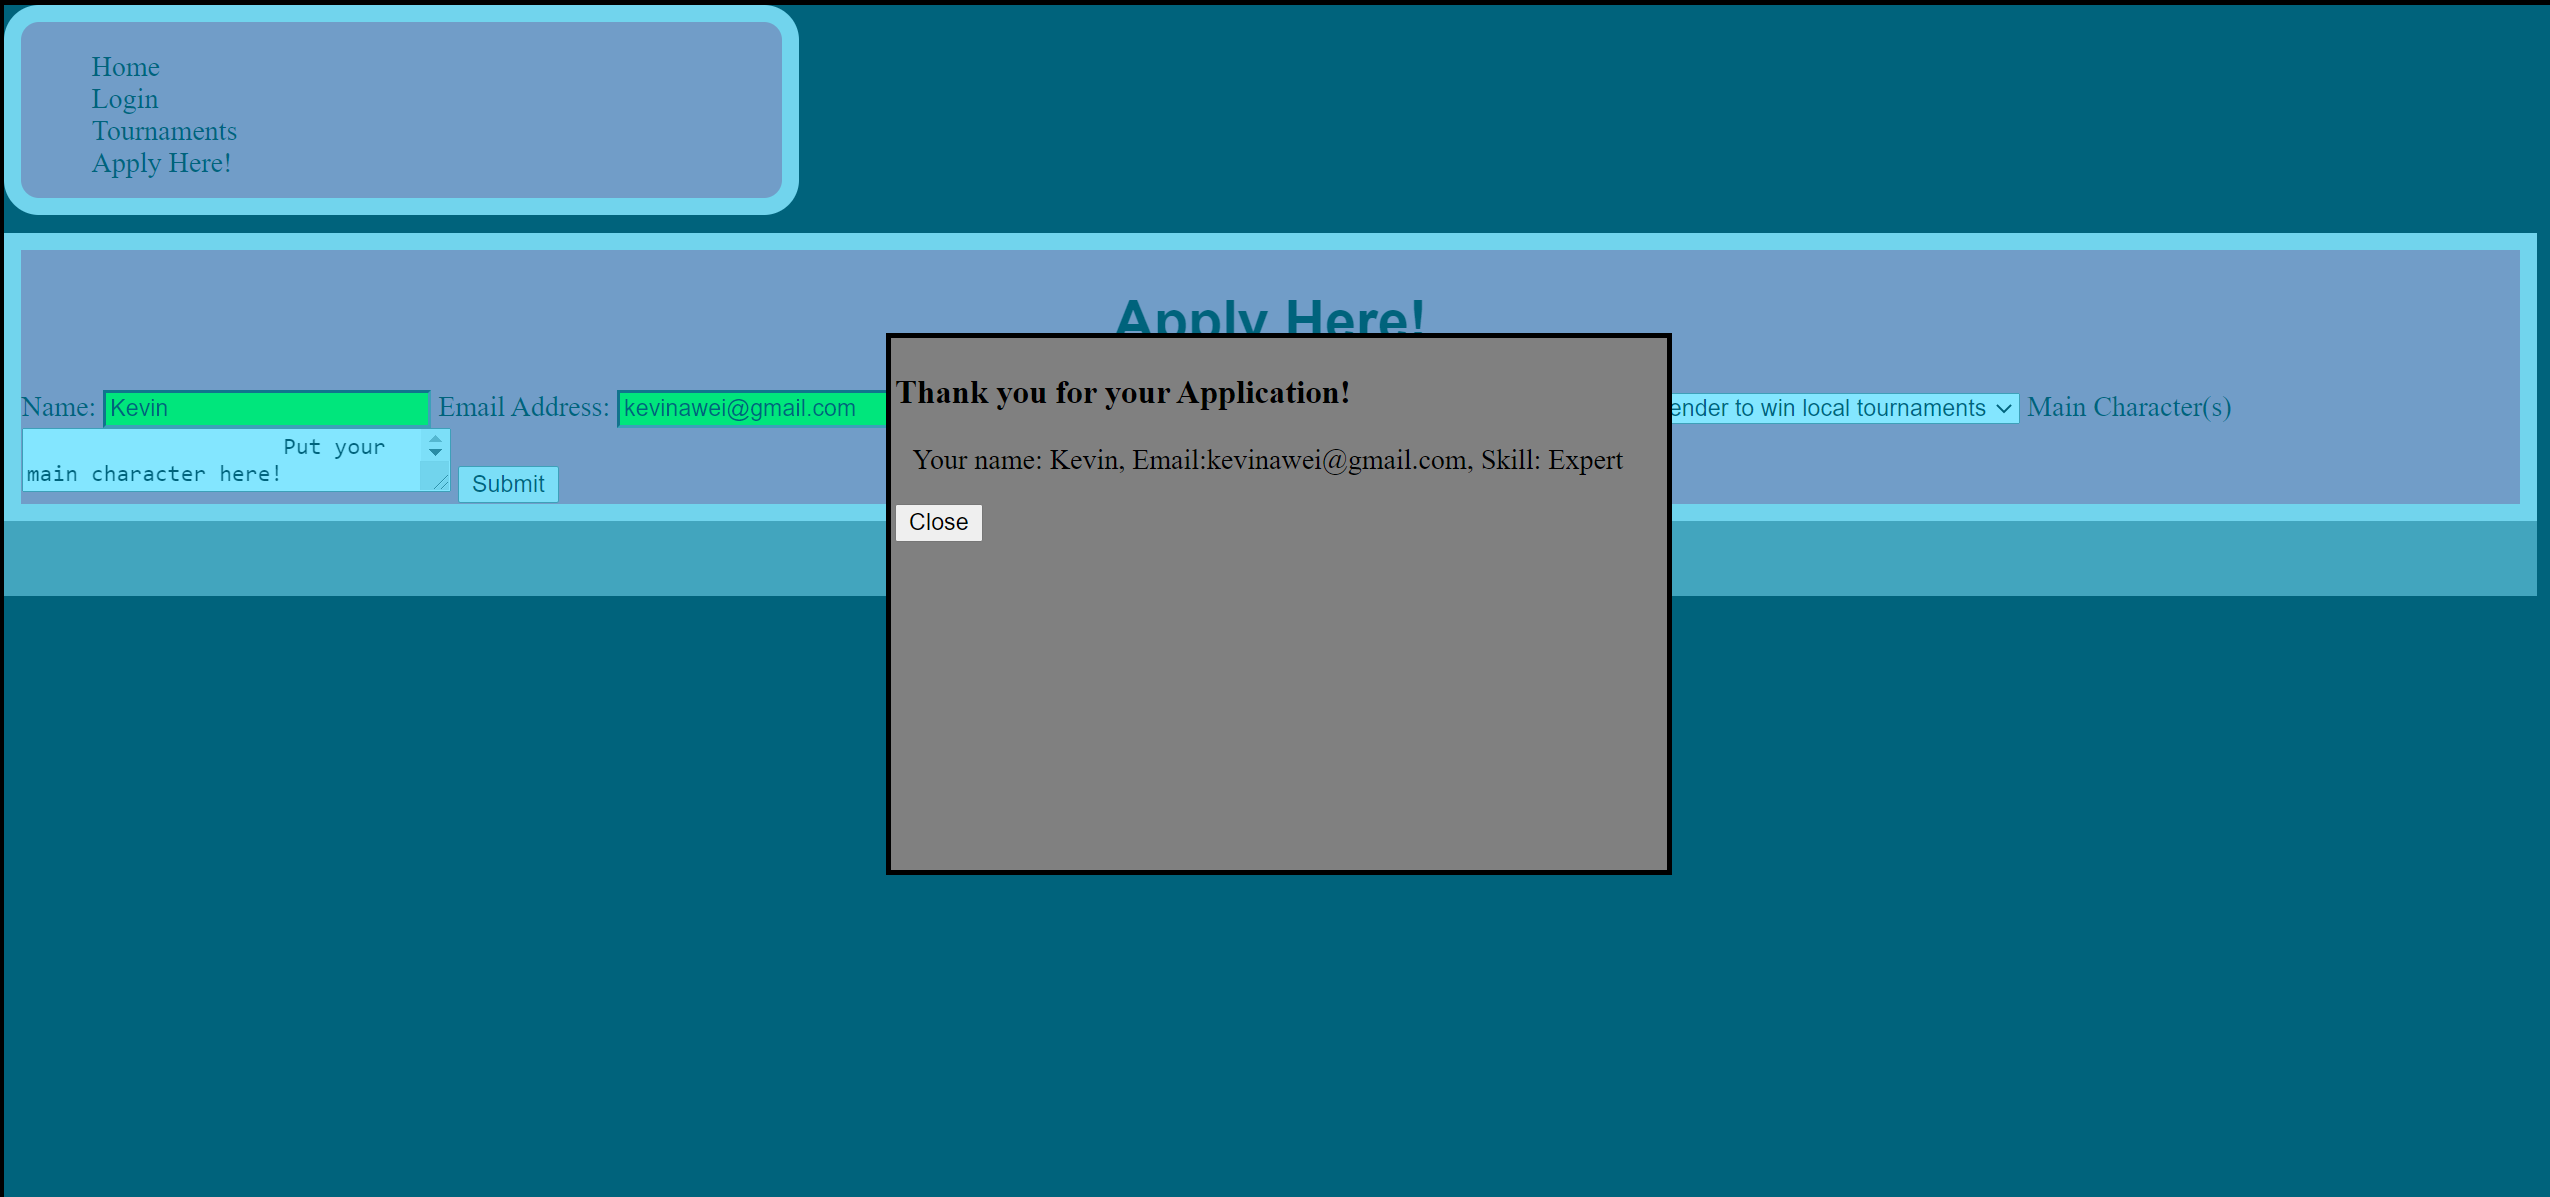 Home
Login
Tournaments
Apply Here!
Apply Here!
Name: Kevin Email Address: kevinawei@gmail.com
ender to win local tournaments Main Character(s)
Put your
main character here!
Submit
Thank you for your Application!
Your name: Kevin, Email:kevinawei@gmail.com, Skill: Expert
Close